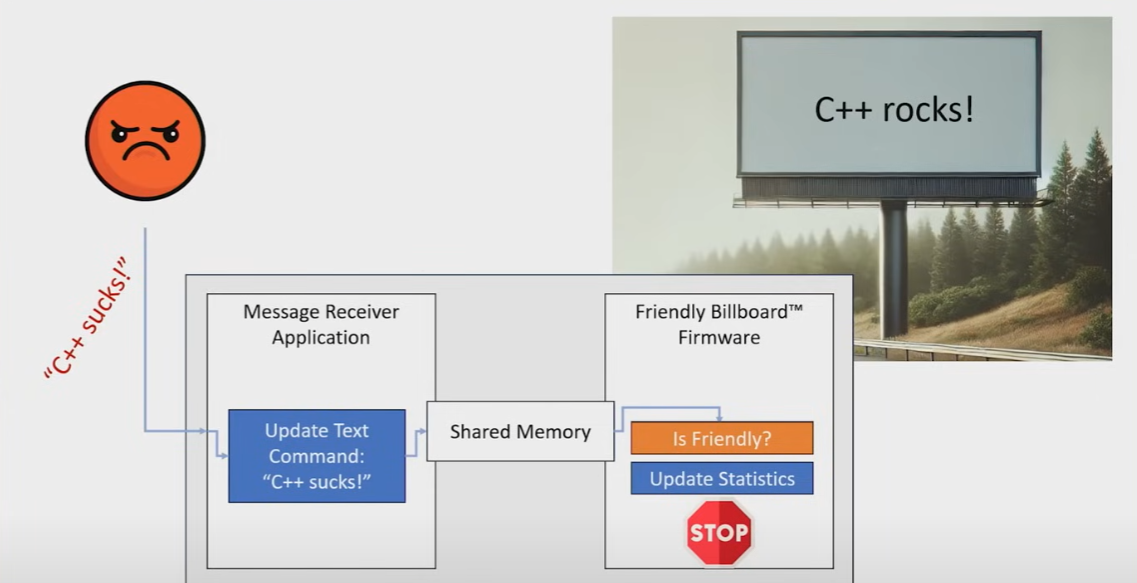 C++ rocks!
"C++ sucks!"
Message Receiver
Application
Friendly Billboard™
Firmware
Update Text
Command:
"C++ sucks!"
Shared Memory
Is Friendly?
Update Statistics
STOP